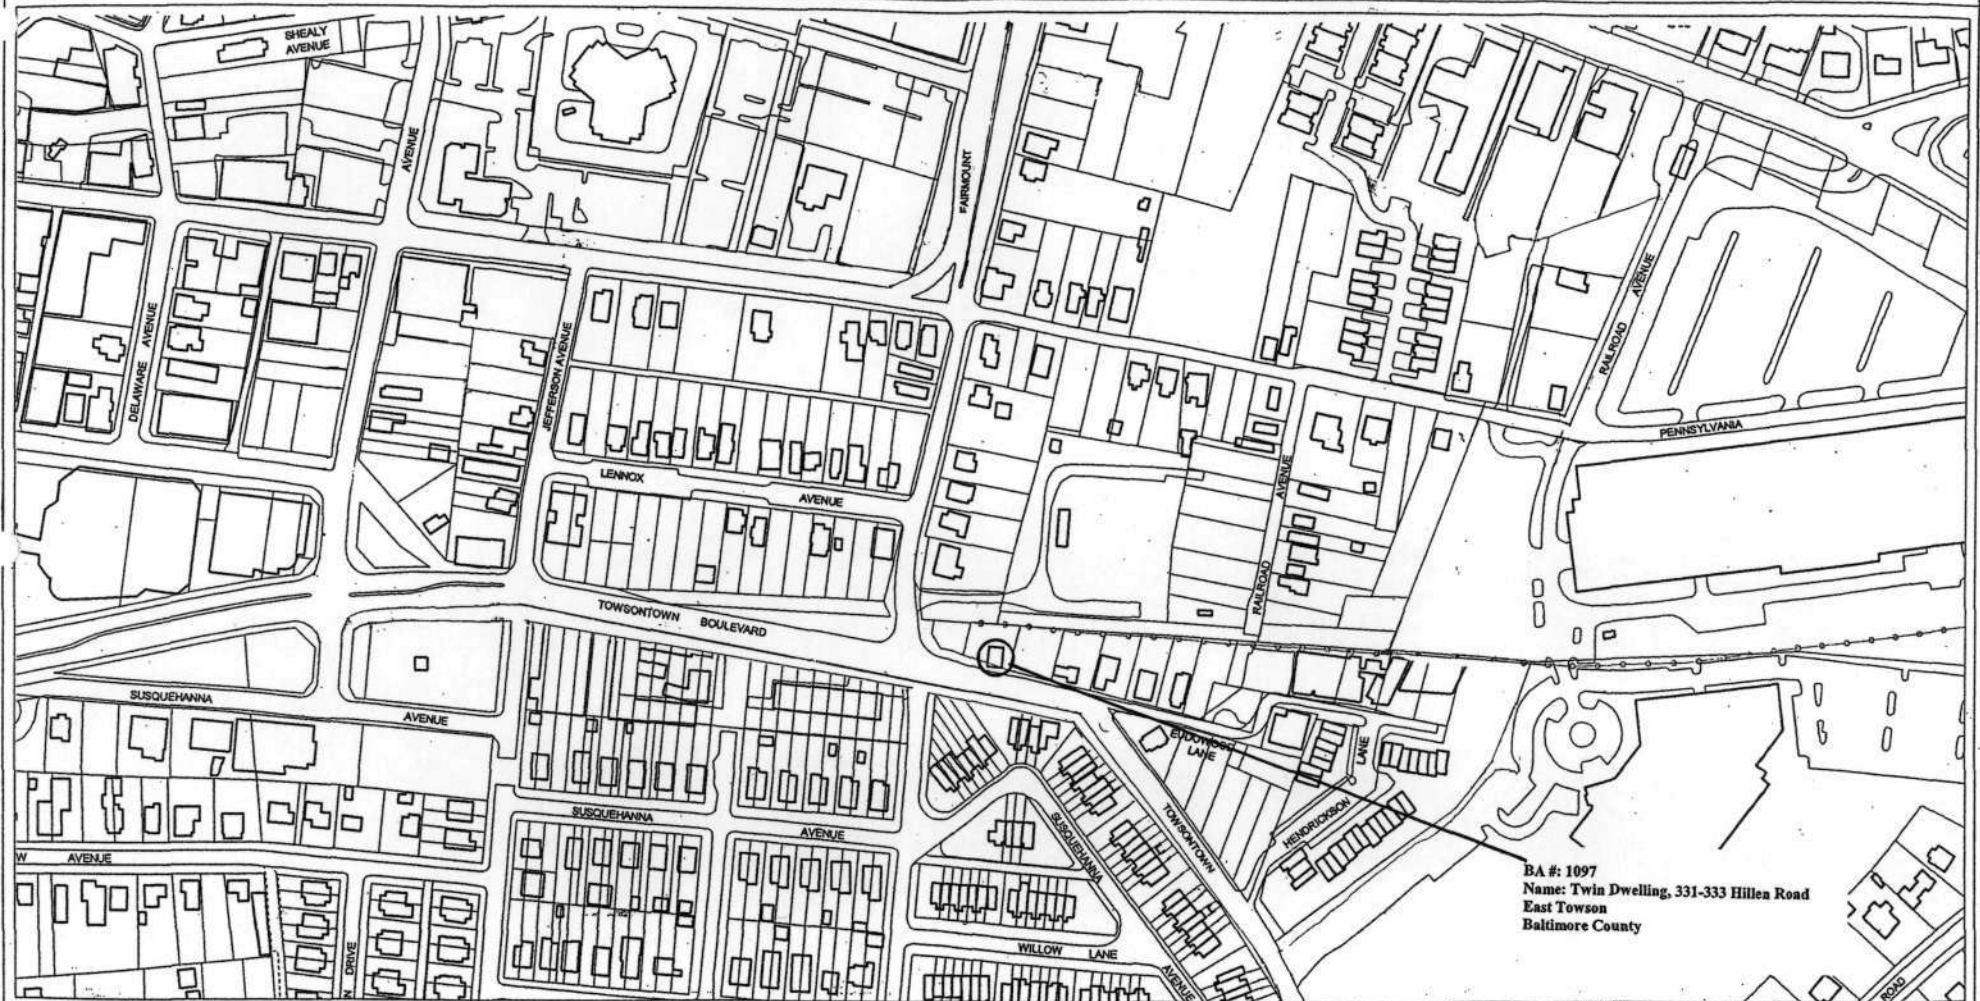 SHEALY
AVENUE
AVENUE
FAIRMOUNT
DELAWARE AVENUE
JEFFERSON AVENUE
RAILROAD AVENUE
PENNSYLVANIA
LENNOX AVENUE
RAILROAD AVENUE
TOWSONTOWN BOULEVARD
SUSQUEHANNA AVENUE
EUDOWOOD
LANE
LANE
HENDRICKSON
TOWSONTOWN
SUSQUEHANNA AVENUE
SUSQUEHANNA AVENUE
W AVENUE
DRIVE
WILLOW LANE
ROAD
BA #: 1097
Name: Twin Dwelling, 331-333 Hillen Road
East Towson
Baltimore County